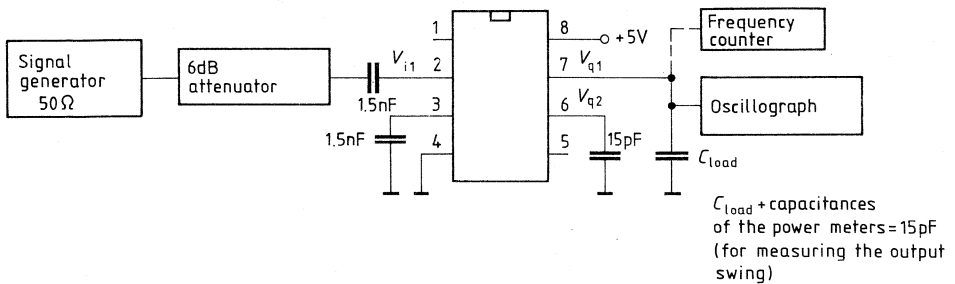 Signal
generator
50Ω
6dB
attenuator
1.5nF
V_i1
1.5nF
1
2
3
4
8
7
6
5
+5V
V_q1
V_q2
15pF
Frequency
counter
Oscillograph
C_load
C_load + capacitances
of the power meters = 15pF
(for measuring the output
swing)